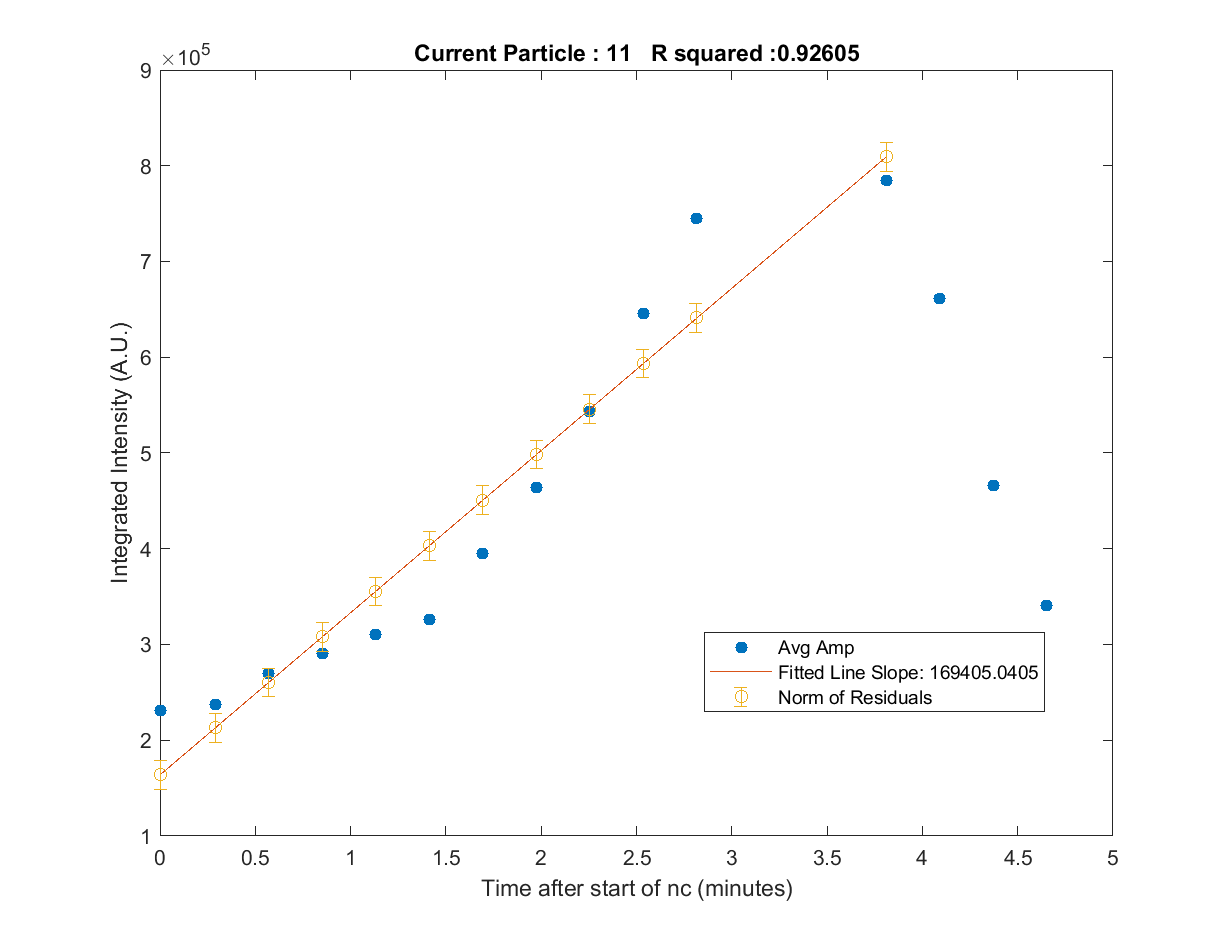 Current Particle : 11 R squared :0.92605
×10^5
9
8
7
6
5
4
3
2
1
Integrated Intensity (A.U.)
Avg Amp
Fitted Line Slope: 169405.0405
Norm of Residuals
0 0.5 1 1.5 2 2.5 3 3.5 4 4.5 5
Time after start of nc (minutes)